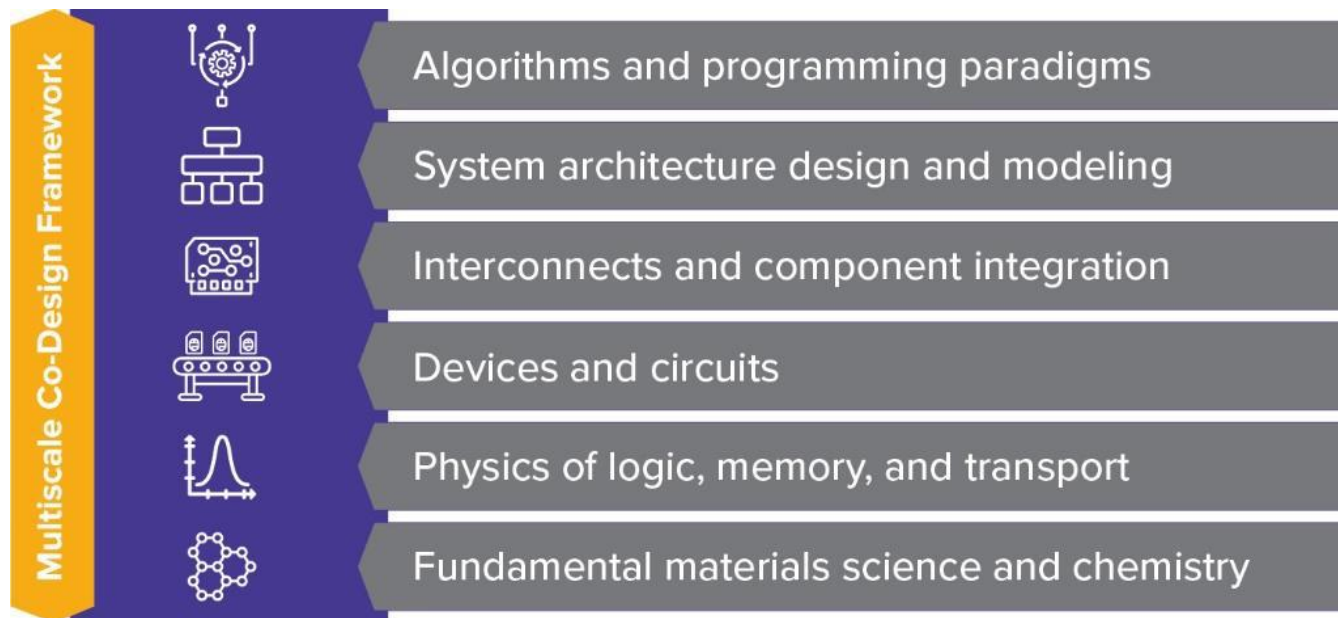 Multiscale Co-Design Framework
Algorithms and programming paradigms
System architecture design and modeling
Interconnects and component integration
Devices and circuits
Physics of logic, memory, and transport
Fundamental materials science and chemistry